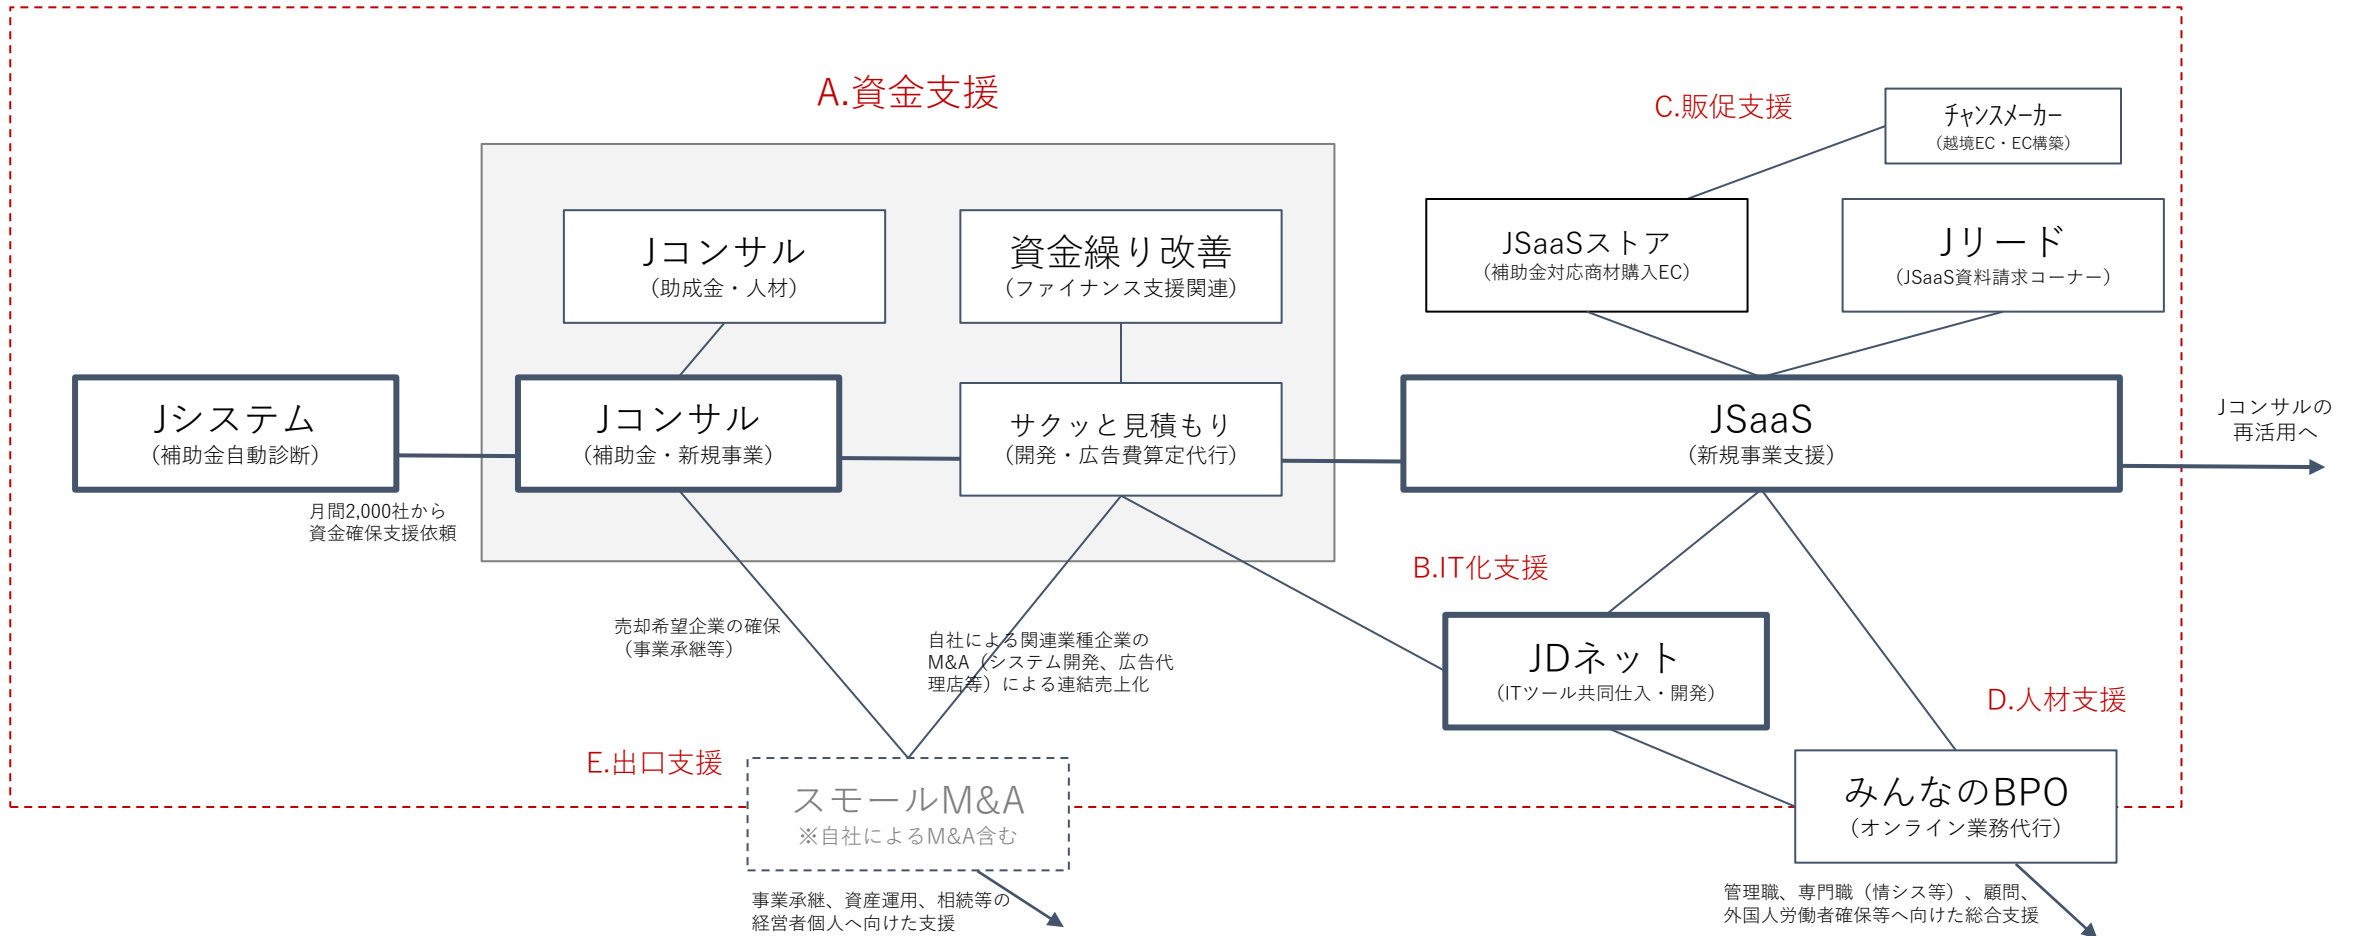 A.資金支援
C.販促支援
チャンスメーカー
（越境EC・EC構築）
Jコンサル
（助成金・人材）
資金繰り改善
（ファイナンス支援関連）
JSaaSストア
（補助金対応商材購入EC）
Jリード
（JSaaS資料請求コーナー）
Jシステム
（補助金自動診断）
Jコンサル
（補助金・新規事業）
サクッと見積もり
（開発・広告費算定代行）
JSaaS
（新規事業支援）
Jコンサルの
再活用へ
月間2,000社から
資金確保支援依頼
B.IT化支援
売却希望企業の確保
（事業承継等）
自社による関連業種企業の
M&A（システム開発、広告代
理店等）による連結売上化
JDネット
（ITツール共同仕入・開発）
D.人材支援
E.出口支援
スモールM&A
※自社によるM&A含む
みんなのBPO
（オンライン業務代行）
事業承継、資産運用、相続等の
経営者個人へ向けた支援
管理職、専門職（情シス等）、顧問、
外国人労働者確保等へ向けた総合支援